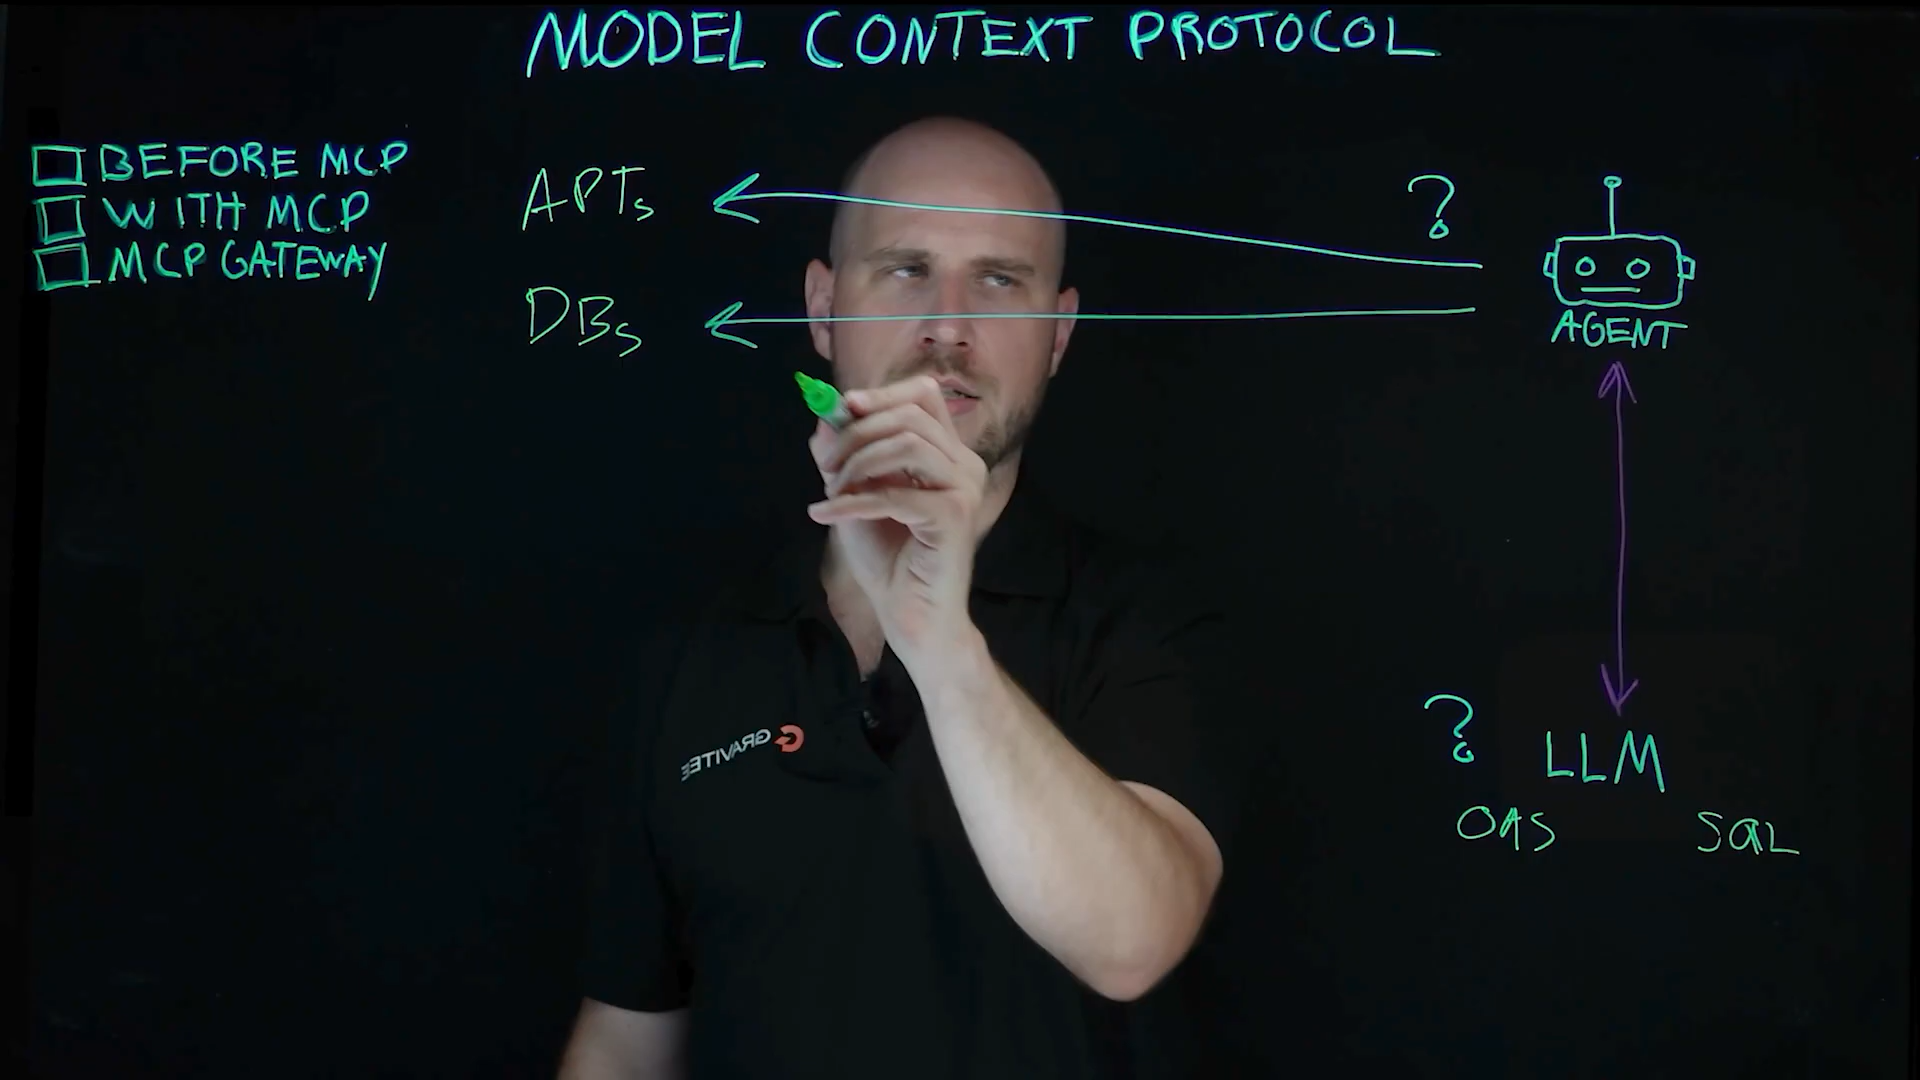 MODEL CONTEXT PROTOCOL
BEFORE MCP
WITH MCP
MCP GATEWAY
APIs
?
DBs
AGENT
GRAVITEE
?
LLM
OAS
SQL